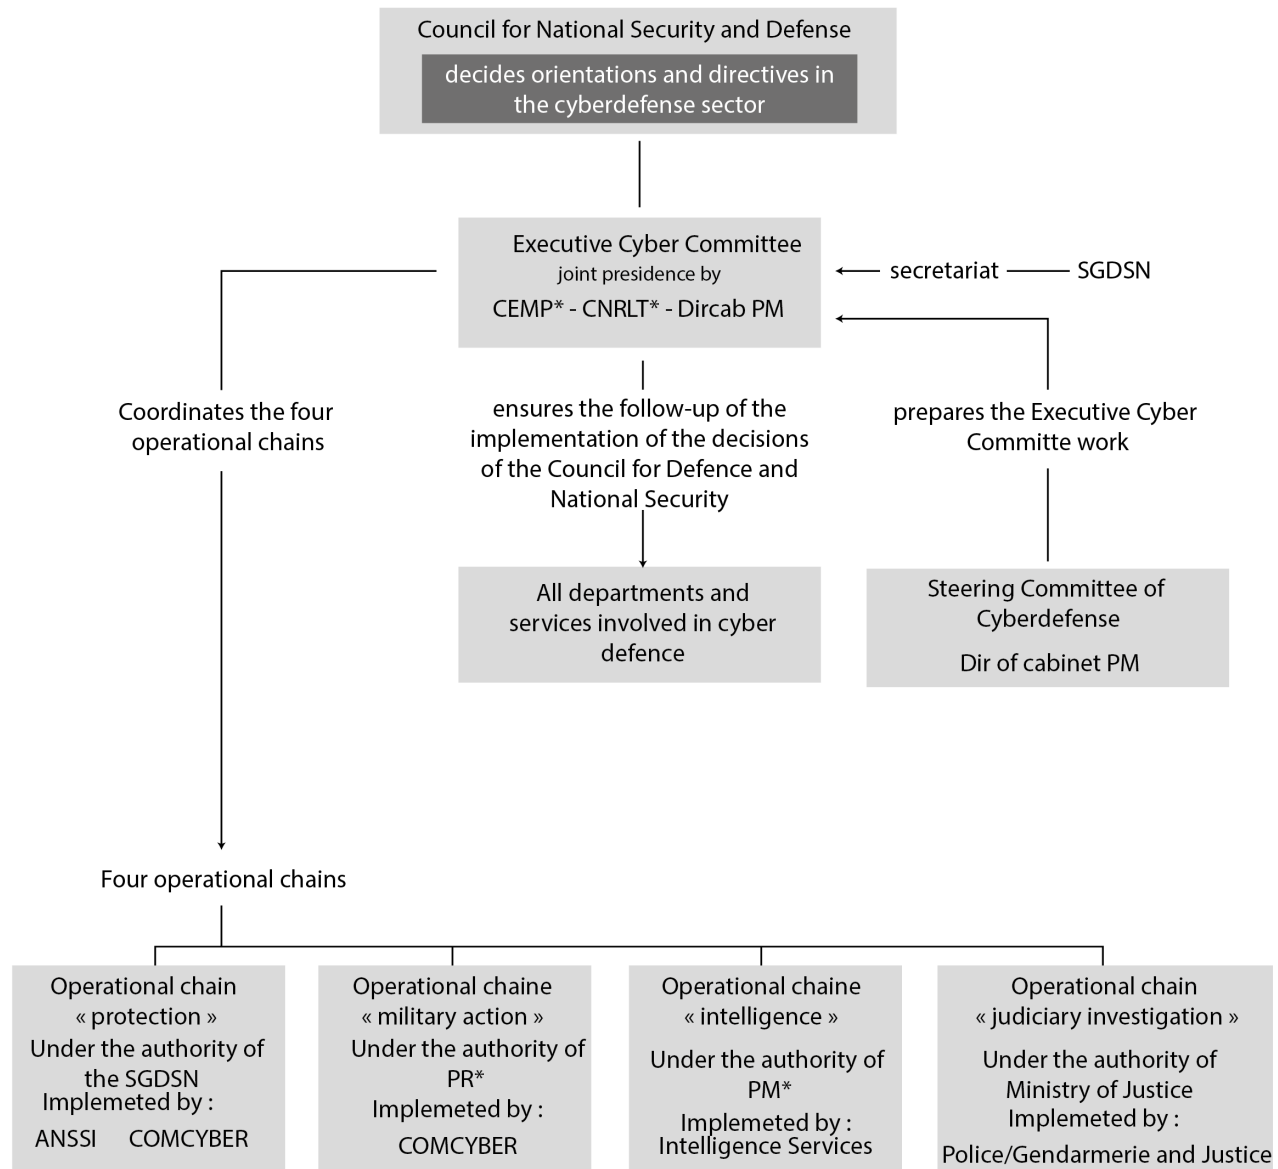 Council for National Security and Defense
decides orientations and directives in
the cyberdefense sector
Executive Cyber Committee
joint presidence by
CEMP* - CNRLT* - Dircab PM
secretariat
SGDSN
Coordinates the four
operational chains
ensures the follow-up of the
implementation of the decisions
of the Council for Defence and
National Security
prepares the Executive Cyber
Committe work
All departments and
services involved in cyber
defence
Steering Committee of
Cyberdefense
Dir of cabinet PM
Four operational chains
Operational chain
« protection »
Under the authority of
the SGDSN
Implemeted by :
ANSSI COMCYBER
Operational chaine
« military action »
Under the authority of
PR*
Implemeted by :
COMCYBER
Operational chaine
« intelligence »
Under the authority of
PM*
Implemeted by :
Intelligence Services
Operational chain
« judiciary investigation »
Under the authority of
Ministry of Justice
Implemeted by :
Police/Gendarmerie and Justice